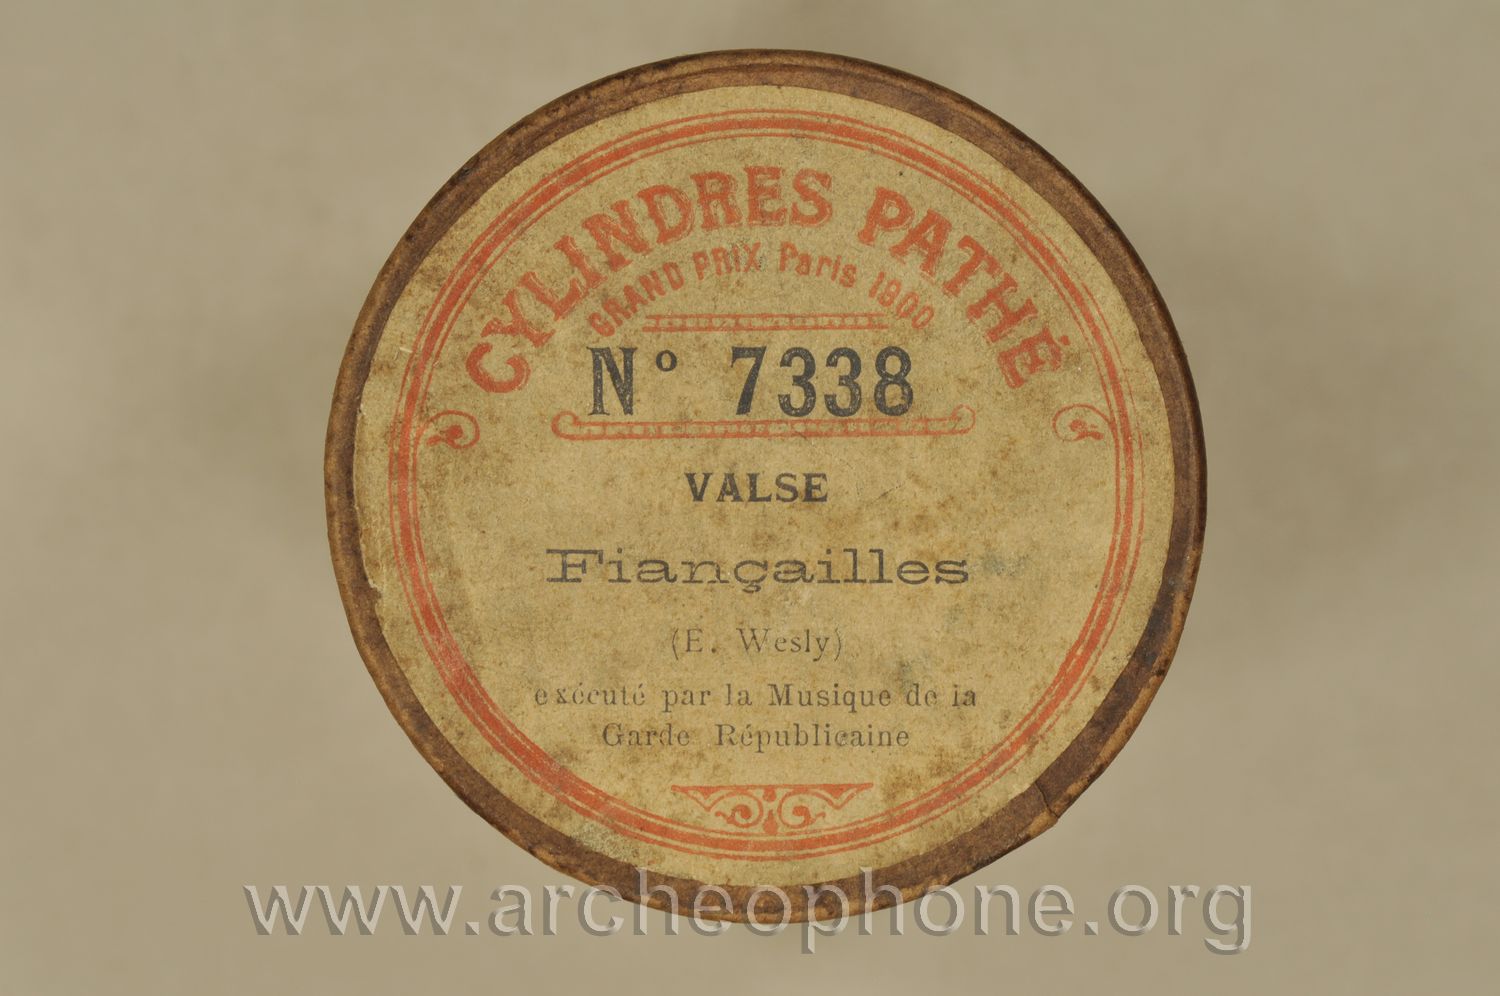 CYLINDRES PATHÉ
GRAND PRIX Paris 1900
Nº 7338
VALSE
Fiançailles
(E. Wesly)
exécuté par la Musique de la
Garde Républicaine
www.archeophone.org